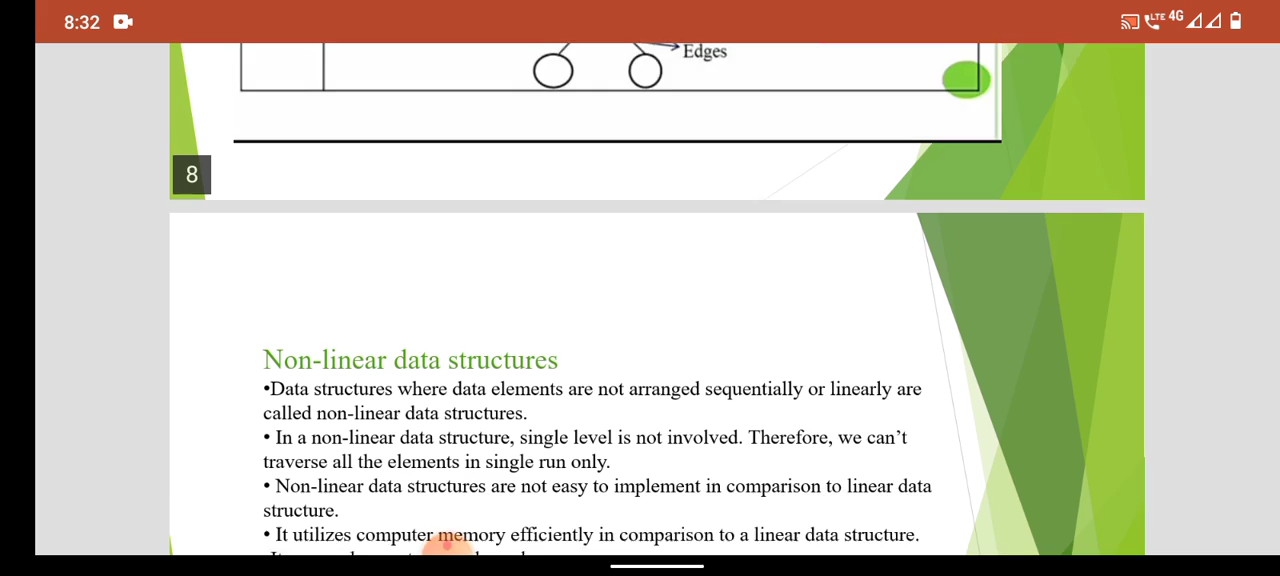 8:32
LTE 4G
Edges
8
Non-linear data structures
•Data structures where data elements are not arranged sequentially or linearly are
called non-linear data structures.
• In a non-linear data structure, single level is not involved. Therefore, we can't
traverse all the elements in single run only.
• Non-linear data structures are not easy to implement in comparison to linear data
structure.
• It utilizes computer memory efficiently in comparison to a linear data structure.